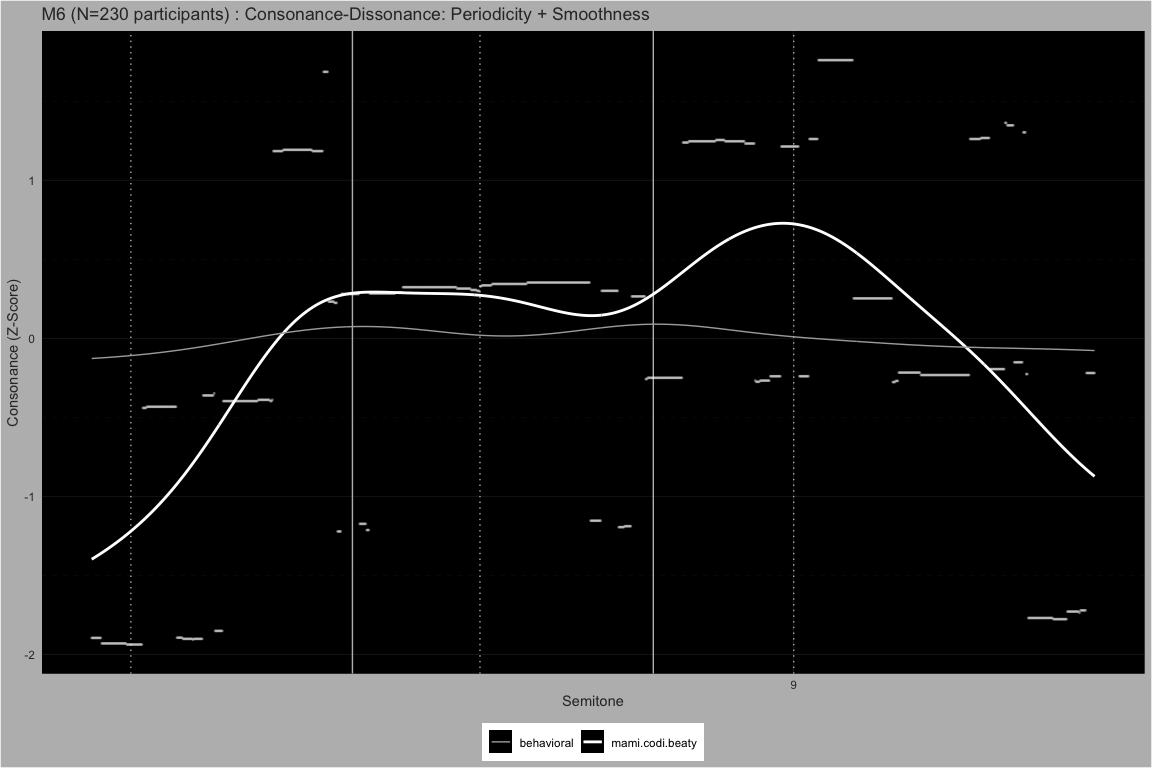 M6 (N=230 participants) : Consonance-Dissonance: Periodicity + Smoothness
Consonance (Z-Score)
1
0
-1
-2
9
Semitone
behavioral mami.codi.beaty